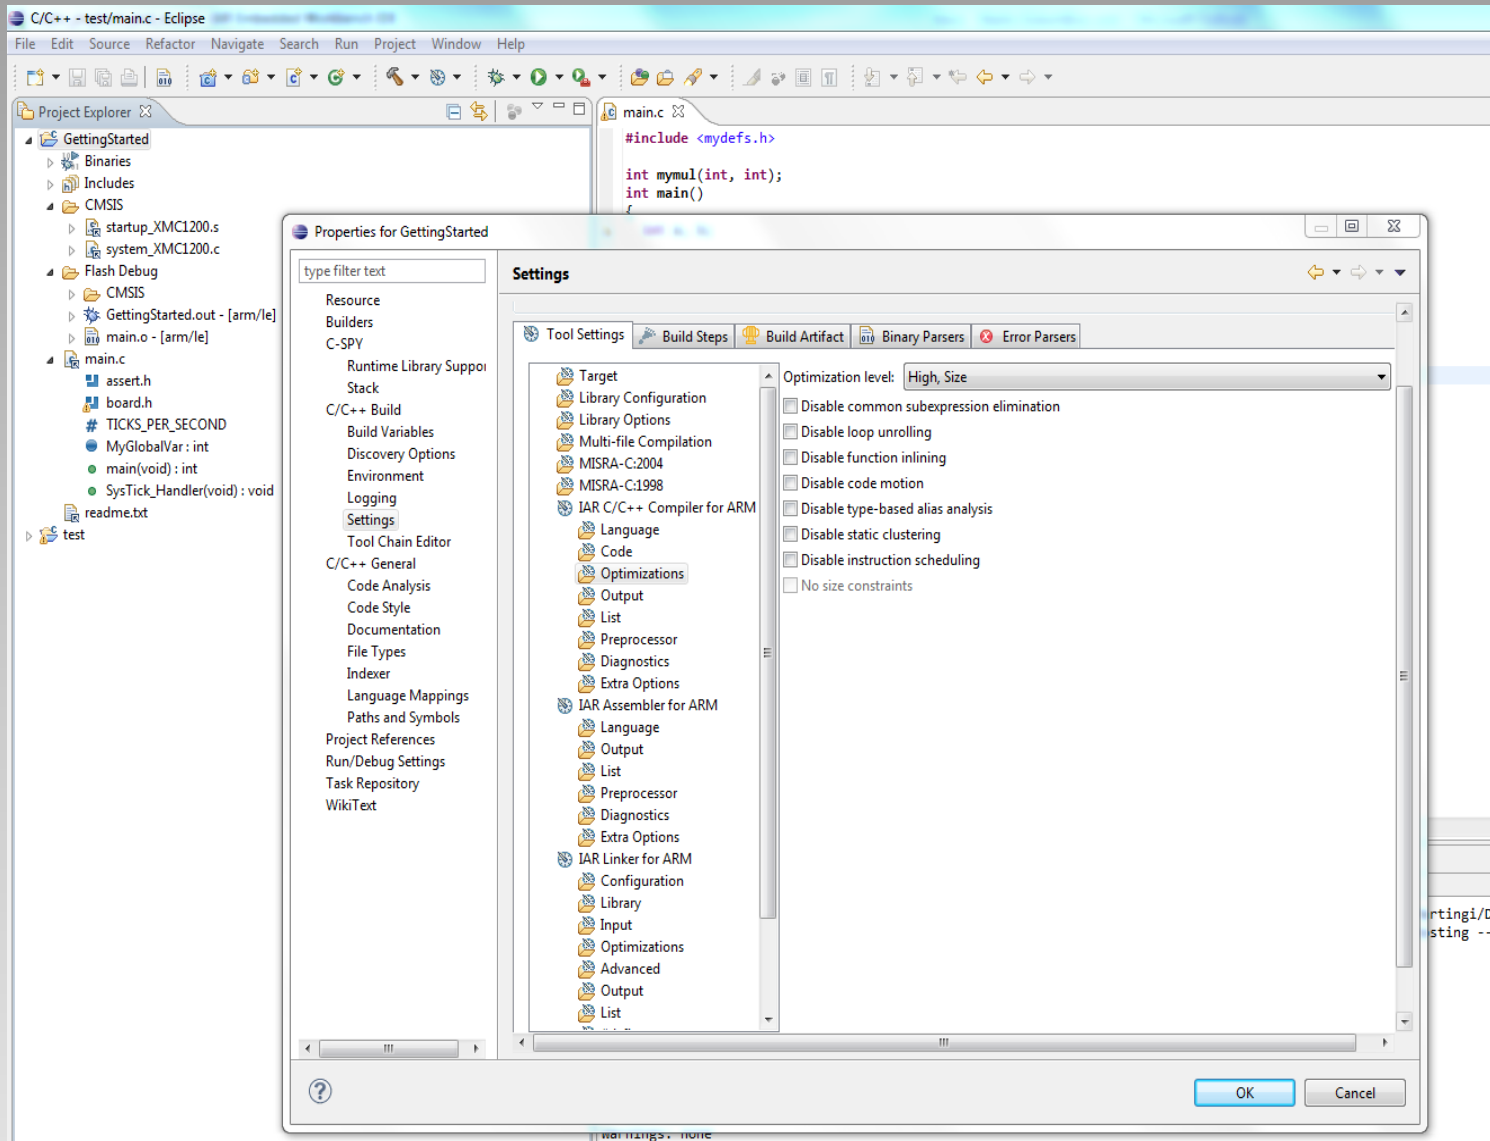 C/C++ - test/main.c - Eclipse
File Edit Source Refactor Navigate Search Run Project Window Help
Project Explorer
GettingStarted
Binaries
Includes
CMSIS
startup_XMC1200.s
system_XMC1200.c
Flash Debug
CMSIS
GettingStarted.out - [arm/le]
main.o - [arm/le]
main.c
assert.h
board.h
# TICKS_PER_SECOND
MyGlobalVar : int
main(void) : int
SysTick_Handler(void) : void
readme.txt
test
main.c
#include <mydefs.h>
int mymul(int, int);
int main()
{
Properties for GettingStarted
type filter text
Resource
Builders
C-SPY
Runtime Library Suppor
Stack
C/C++ Build
Build Variables
Discovery Options
Environment
Logging
Settings
Tool Chain Editor
C/C++ General
Code Analysis
Code Style
Documentation
File Types
Indexer
Language Mappings
Paths and Symbols
Project References
Run/Debug Settings
Task Repository
WikiText
Settings
Tool Settings Build Steps Build Artifact Binary Parsers Error Parsers
Target
Library Configuration
Library Options
Multi-file Compilation
MISRA-C:2004
MISRA-C:1998
IAR C/C++ Compiler for ARM
Language
Code
Optimizations
Output
List
Preprocessor
Diagnostics
Extra Options
IAR Assembler for ARM
Language
Output
List
Preprocessor
Diagnostics
Extra Options
IAR Linker for ARM
Configuration
Library
Input
Optimizations
Advanced
Output
List
Optimization level: High, Size
Disable common subexpression elimination
Disable loop unrolling
Disable function inlining
Disable code motion
Disable type-based alias analysis
Disable static clustering
Disable instruction scheduling
No size constraints
OK Cancel
rtingi/D
sting --
Warnings: none